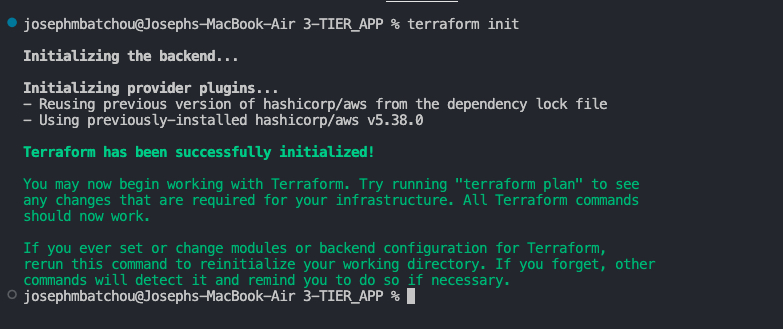 josephmbatchou@Josephs-MacBook-Air 3-TIER_APP % terraform init
Initializing the backend...
Initializing provider plugins...
- Reusing previous version of hashicorp/aws from the dependency lock file
- Using previously-installed hashicorp/aws v5.38.0
Terraform has been successfully initialized!
You may now begin working with Terraform. Try running "terraform plan" to see
any changes that are required for your infrastructure. All Terraform commands
should now work.
If you ever set or change modules or backend configuration for Terraform,
rerun this command to reinitialize your working directory. If you forget, other
commands will detect it and remind you to do so if necessary.
josephmbatchou@Josephs-MacBook-Air 3-TIER_APP %